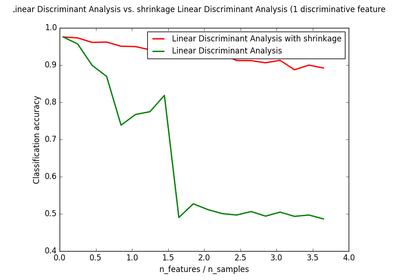 .inear Discriminant Analysis vs. shrinkage Linear Discriminant Analysis (1 discriminative feature
Linear Discriminant Analysis with shrinkage
Linear Discriminant Analysis
Classification accuracy
1.0
0.9
0.8
0.7
0.6
0.5
0.4
0.0 0.5 1.0 1.5 2.0 2.5 3.0 3.5 4.0
n_features / n_samples